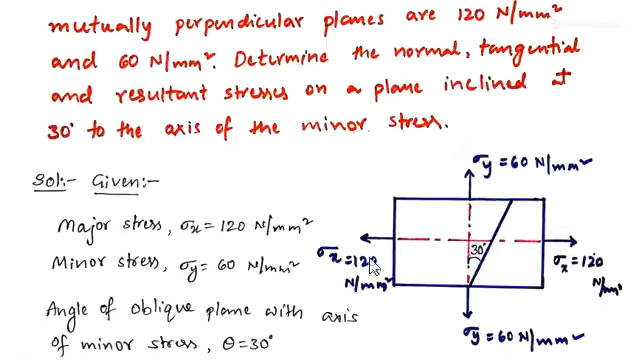 mutually perpendicular planes are 120 N/mm²
and 60 N/mm². Determine the normal, tangential
and resultant stresses on a plane inclined at
30° to the axis of the minor stress.
Sol:- Given:-
Major stress, σx = 120 N/mm²
Minor stress, σy = 60 N/mm²
Angle of oblique plane with axis
of minor stress, θ = 30°
σy = 60 N/mm²
30°
σx = 120
N/mm²
σx = 120
N/mm²
σy = 60 N/mm²